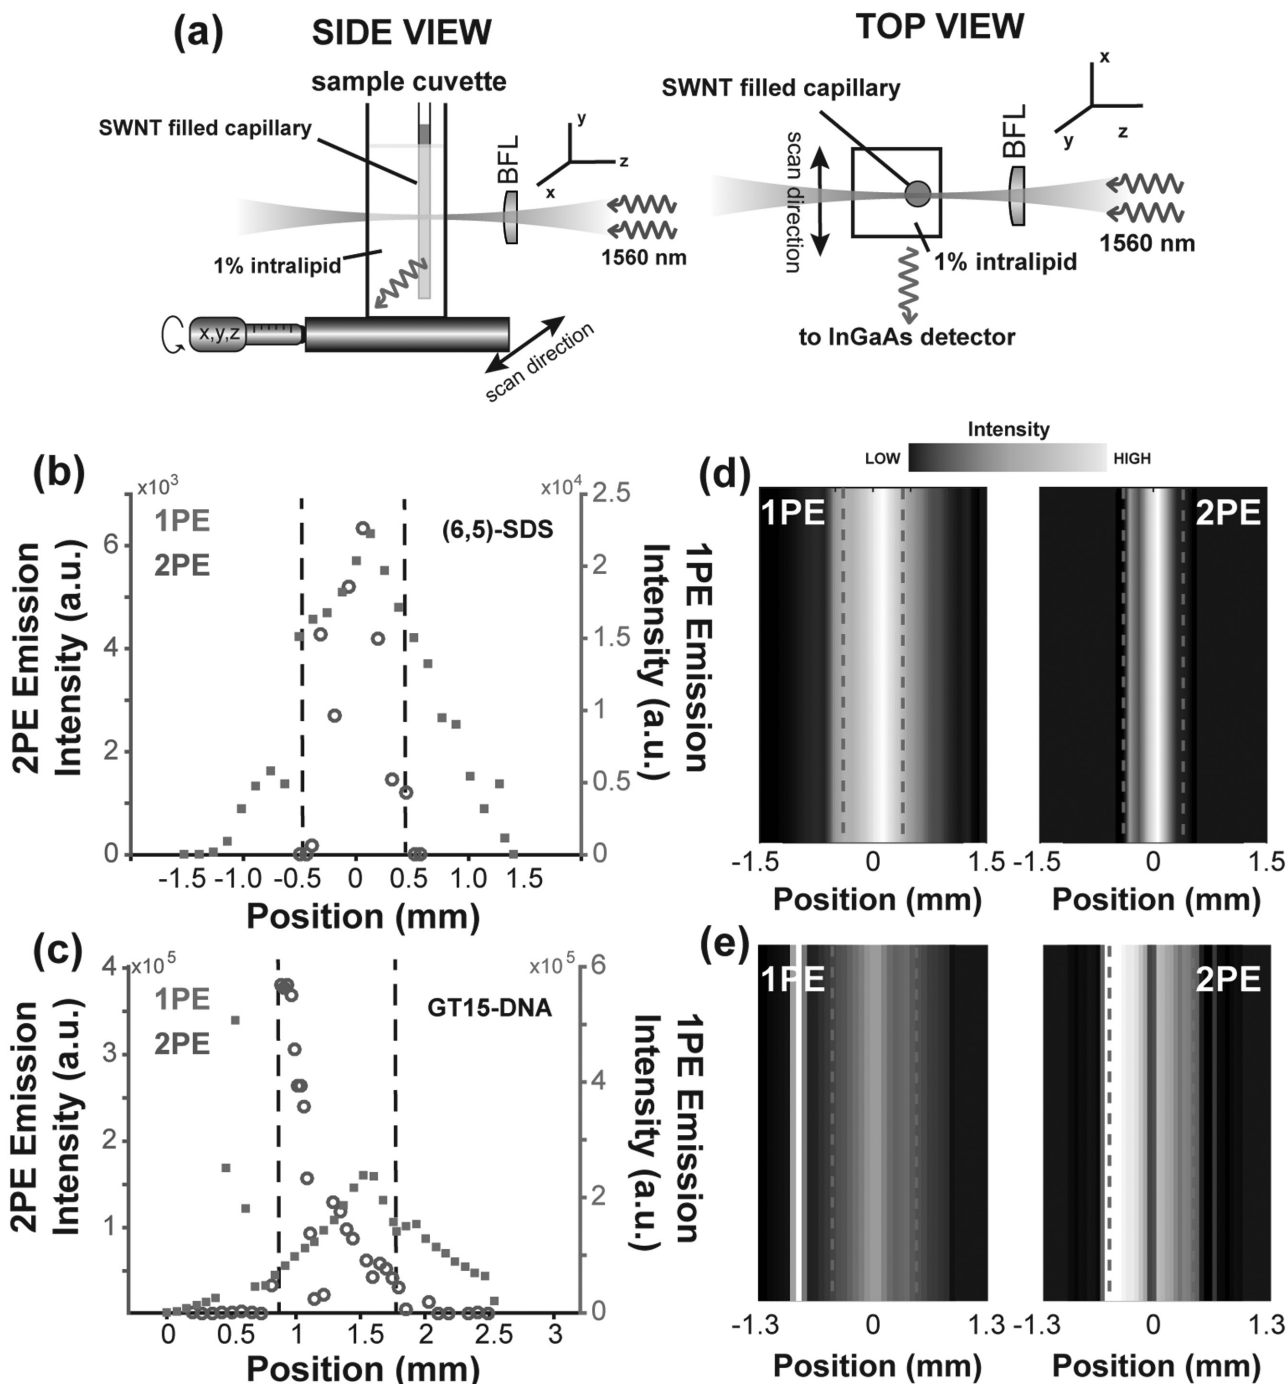 (a)
SIDE VIEW
TOP VIEW
sample cuvette
SWNT filled capillary
BFL
y
z
x
1560 nm
1% intralipid
x,y,z
scan direction
SWNT filled capillary
x
y
z
BFL
scan direction
1560 nm
1% intralipid
to InGaAs detector
(b)
x10³
x10⁴
1PE
2PE
(6,5)-SDS
2PE Emission
Intensity (a.u.)
6
4
2
0
2.5
2
1.5
1
0.5
0
1PE Emission
Intensity (a.u.)
-1.5 -1.0 -0.5 0 0.5 1.0 1.5
Position (mm)
Intensity
LOW
HIGH
(d)
1PE
2PE
-1.5 0 1.5
-1.5 0 1.5
Position (mm)
Position (mm)
(c)
x10⁵
x10⁵
1PE
2PE
GT15-DNA
2PE Emission
Intensity (a.u.)
4
3
2
1
6
4
2
0
1PE Emission
Intensity (a.u.)
0 0.5 1 1.5 2 2.5 3
Position (mm)
(e)
1PE
2PE
-1.3 0 1.3
-1.3 0 1.3
Position (mm)
Position (mm)